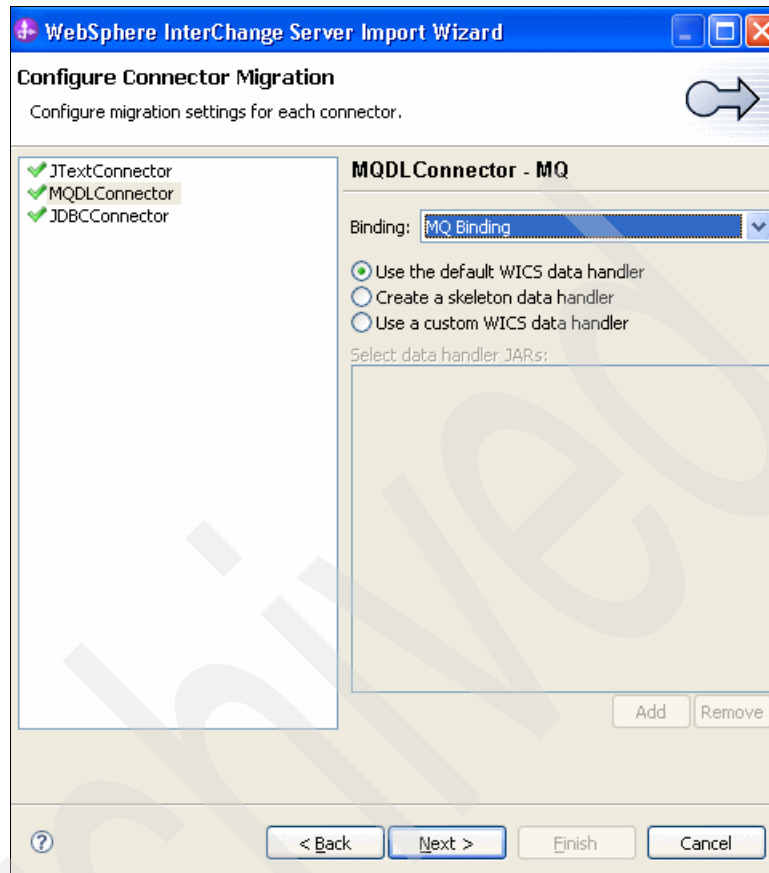 WebSphere InterChange Server Import Wizard
Configure Connector Migration
Configure migration settings for each connector.
JTextConnector
MQDLConnector
JDBCConnector
MQDLConnector - MQ
Binding: MQ Binding
Use the default WICS data handler
Create a skeleton data handler
Use a custom WICS data handler
Select data handler JARs:
Add Remove
? < Back Next > Finish Cancel
Archived